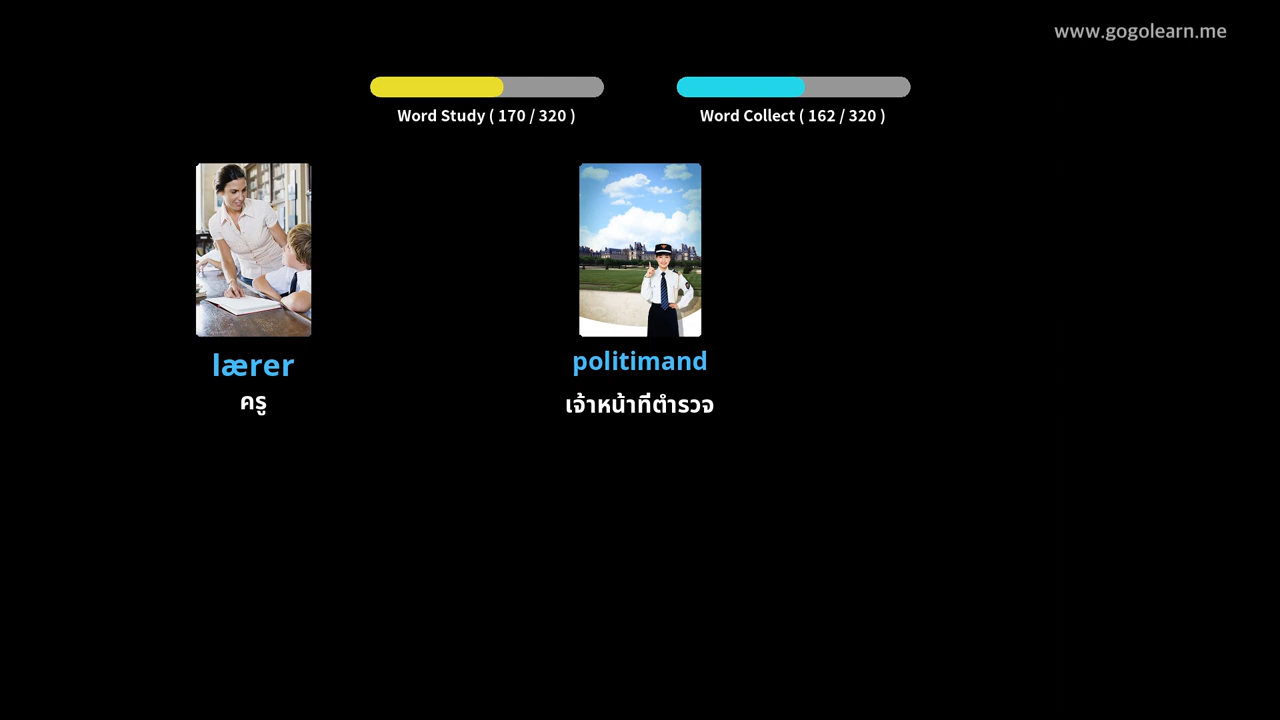 www.gogolearn.me
Word Study ( 170 / 320 )
Word Collect ( 162 / 320 )
lærer
ครู
politimand
เจ้าหน้าที่ตำรวจ